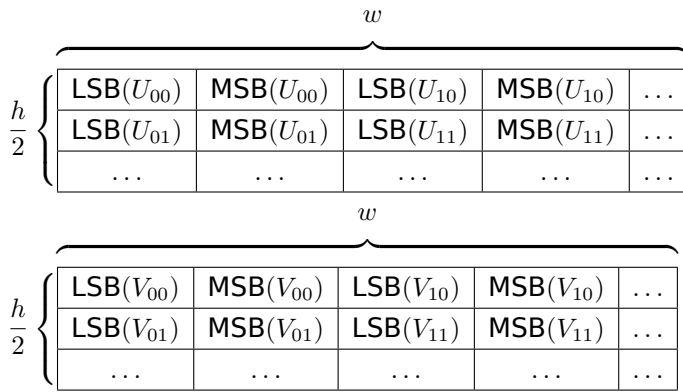 w
h/2
LSB(U₀₀) MSB(U₀₀) LSB(U₁₀) MSB(U₁₀) ...
LSB(U₀₁) MSB(U₀₁) LSB(U₁₁) MSB(U₁₁) ...
... ... ... ... ...
w
h/2
LSB(V₀₀) MSB(V₀₀) LSB(V₁₀) MSB(V₁₀) ...
LSB(V₀₁) MSB(V₀₁) LSB(V₁₁) MSB(V₁₁) ...
... ... ... ... ...